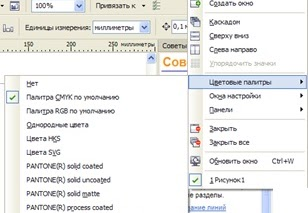 100%
Привязать к
Создать окно
Каскадом
Единицы измерения: миллиметры
0,1
Сверху вниз
Слева направо
150 200 250 миллиметры
Советы
Упорядочить значки
Сов
Цветовые палитры
Нет
Окна настройки
Палитра CMYK по умолчанию
Панели
Палитра RGB по умолчанию
Однородные цвета
Закрыть
Цвета HKS
Закрыть все
Цвета SVG
PANTONE(R) solid coated
Обновить окно Ctrl+W
PANTONE(R) solid uncoated
1 Рисунок1
PANTONE(R) solid matte
разделы.
PANTONE(R) process coated
линий